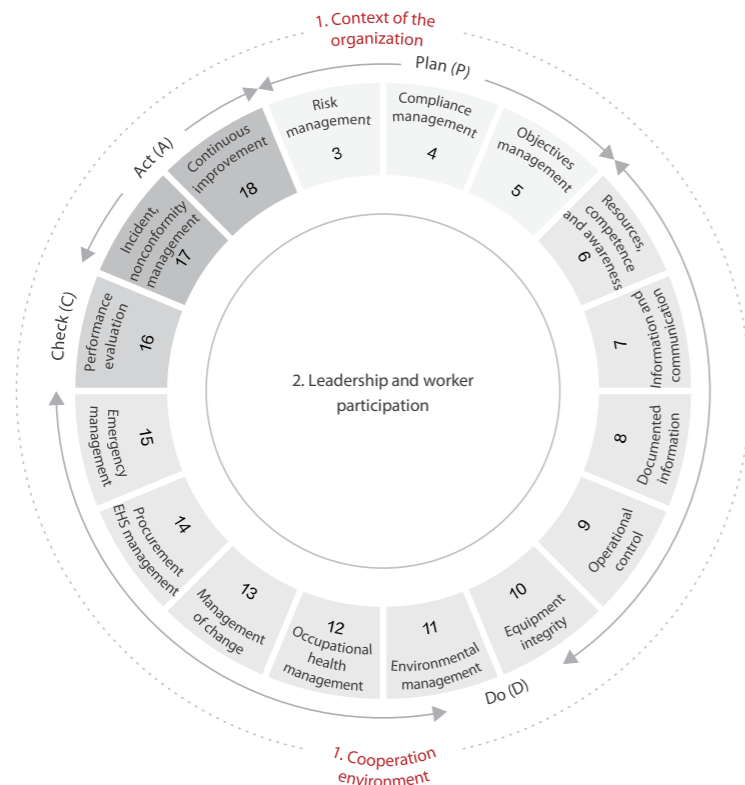 1. Context of the
organization
Plan (P)
Risk
management
3
Compliance
management
4
Objectives
management
5
Resources,
competence
and awareness
6
Information and
communication
7
Documented
information
8
Operational
control
9
Equipment
integrity
10
Do (D)
Environmental
management
11
Occupational
health
management
12
Management
of change
13
Procurement
EHS management
14
Emergency
management
15
Check (C)
Performance
evaluation
16
Act (A)
Incident,
nonconformity
management
17
Continuous
improvement
18
2. Leadership and worker
participation
1. Cooperation
environment